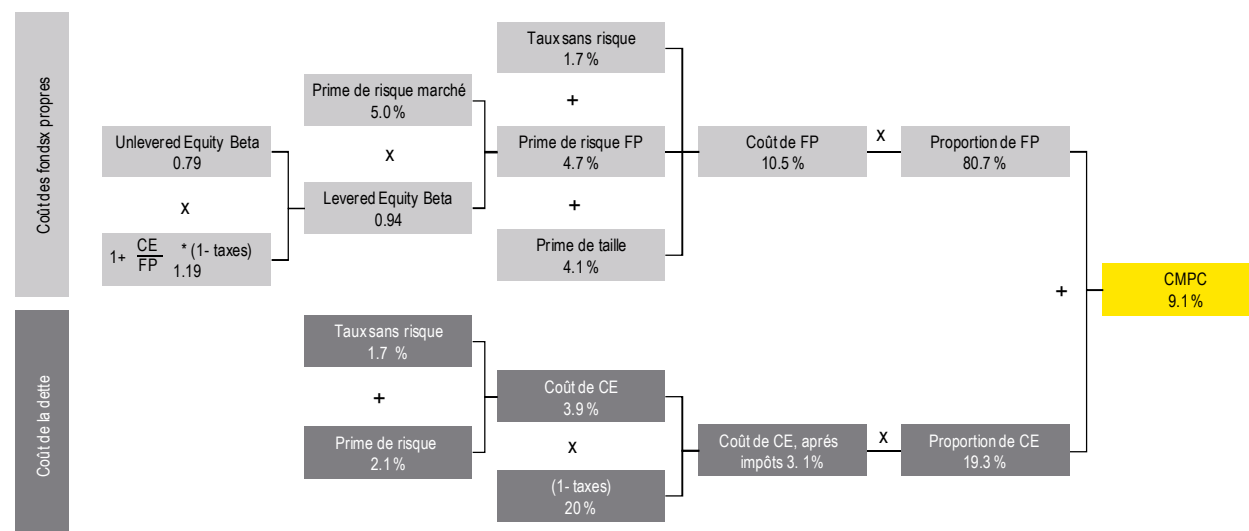 Coût des fondsx propres
Unlevered Equity Beta
0.79
x
1+ CE
FP
* (1- taxes)
1.19
Prime de risque marché
5.0%
x
Levered Equity Beta
0.94
Taux sans risque
1.7%
+
Prime de risque FP
4.7%
+
Prime de taille
4.1%
Coût de FP
10.5%
x
Proportion de FP
80.7%
Coût de la dette
Taux sans risque
1.7 %
+
Prime de risque
2.1%
Coût de CE
3.9%
x
(1- taxes)
20%
Coût de CE, aprés
impôts 3. 1%
x
Proportion de CE
19.3%
+
CMPC
9.1%